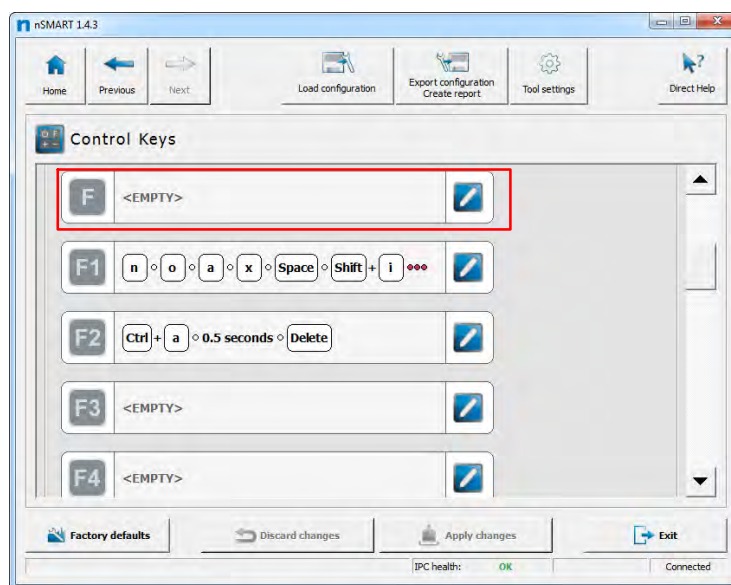 nSMART 1.4.3
Home
Previous
Next
Load configuration
Export configuration
Create report
Tool settings
Direct Help
Control Keys
F <EMPTY>
F1 n o a x Space Shift + i
F2 Ctrl + a 0.5 seconds Delete
F3 <EMPTY>
F4 <EMPTY>
Factory defaults
Discard changes
Apply changes
Exit
IPC health: OK
Connected